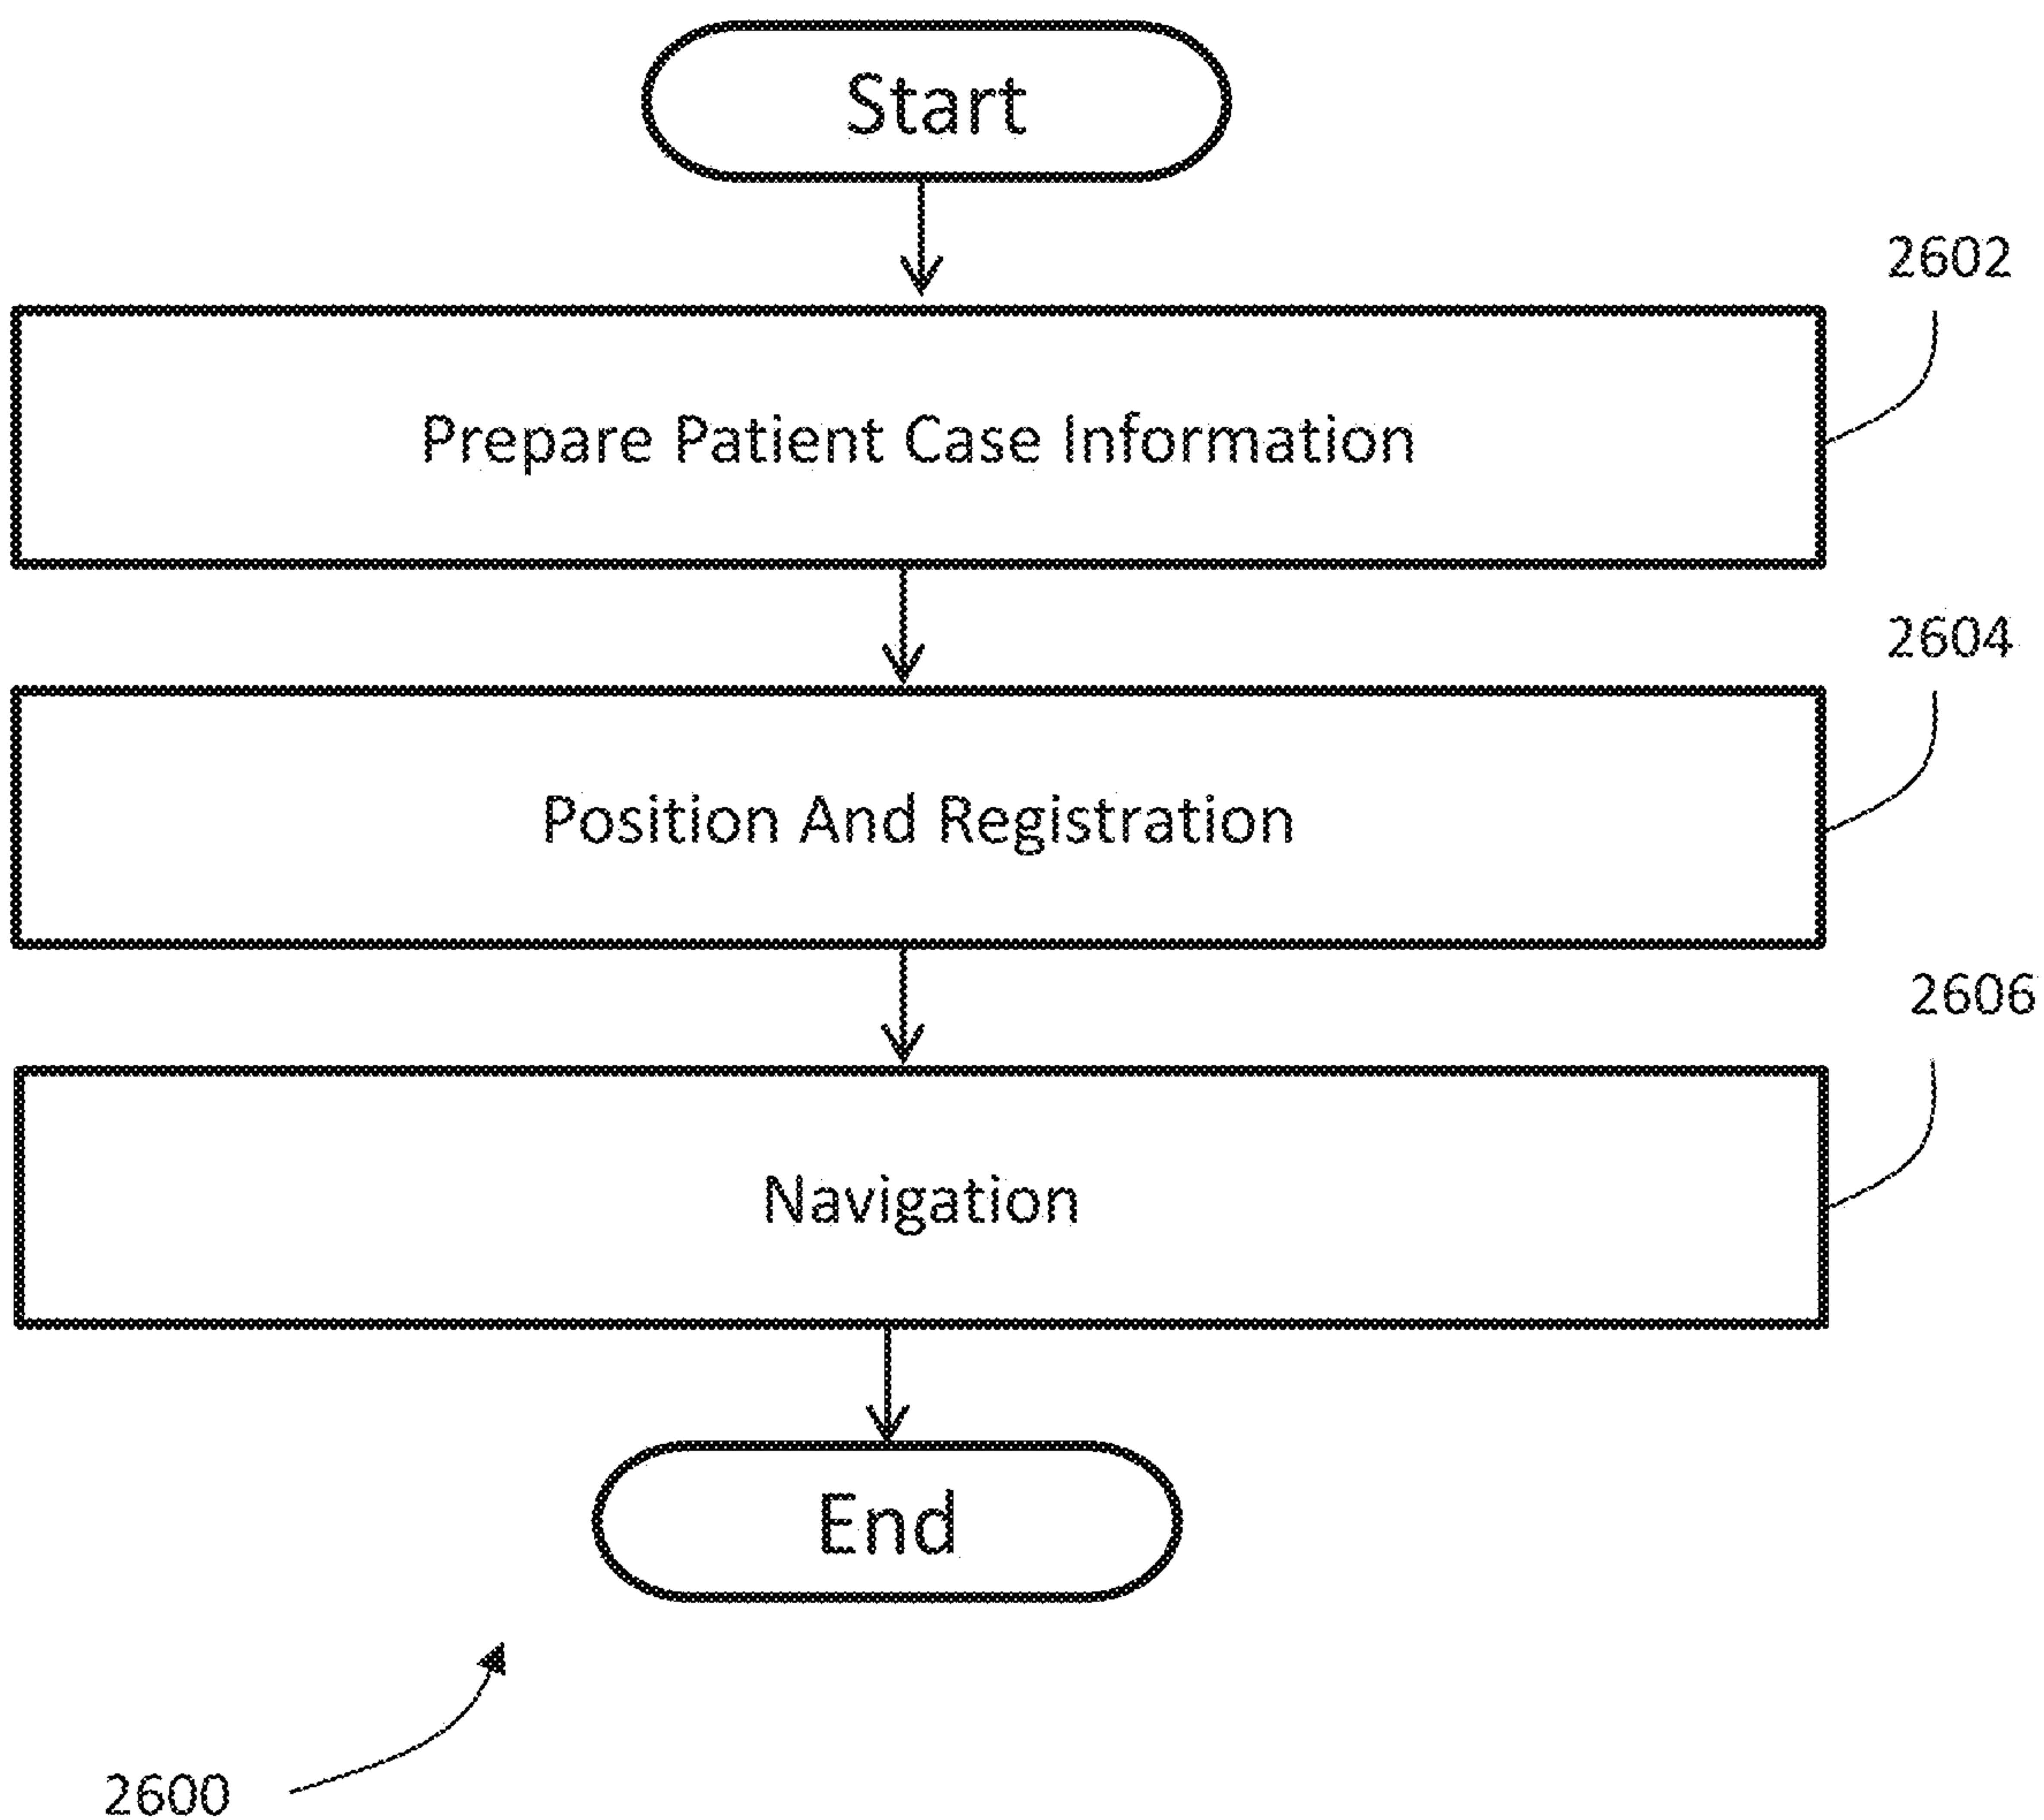 Start
2602
Prepare Patient Case Information
2604
Position And Registration
2606
Navigation
End
2600